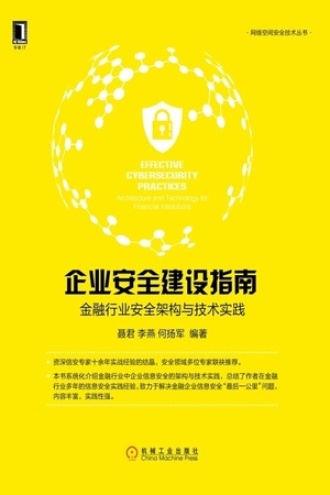 ·网络空间安全技术丛书·
EFFECTIVE
CYBERSECURITY
PRACTICES
Architecture and Technology for
Financial Institutions
企业安全建设指南
金融行业安全架构与技术实践
聂君 李燕 何扬军 编著
· 资深信安专家十余年实战经验的结晶，安全领域多位专家联袂推荐。
· 本书系统化介绍金融行业中企业信息安全的架构与技术实践，总结了作者在金融
行业多年的信息安全实践经验，致力于解决金融企业信息安全“最后一公里”问题，
内容丰富，实践性强。
机械工业出版社
China Machine Press